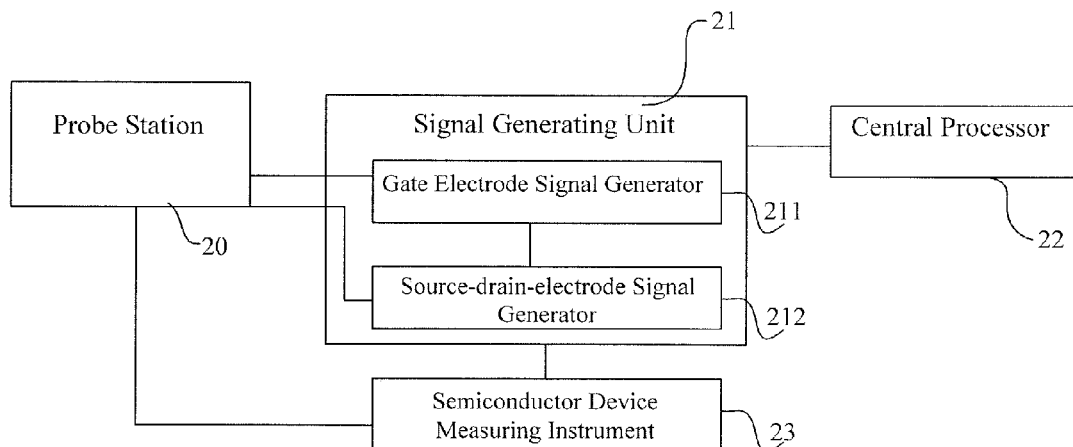 21
Probe Station
Signal Generating Unit
Central Processor
Gate Electrode Signal Generator
211
20
22
Source-drain-electrode Signal
Generator
212
Semiconductor Device
Measuring Instrument
23